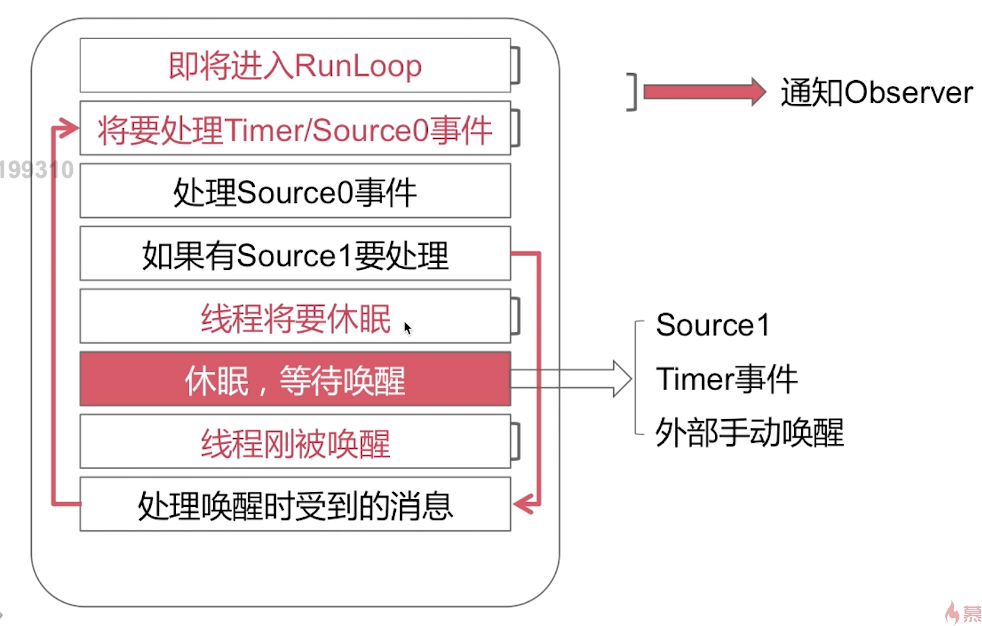 即将进入RunLoop
通知Observer
将要处理Timer/Source0事件
199310
处理Source0事件
如果有Source1要处理
线程将要休眠
Source1
休眠，等待唤醒
Timer事件
线程刚被唤醒
外部手动唤醒
处理唤醒时受到的消息
慕